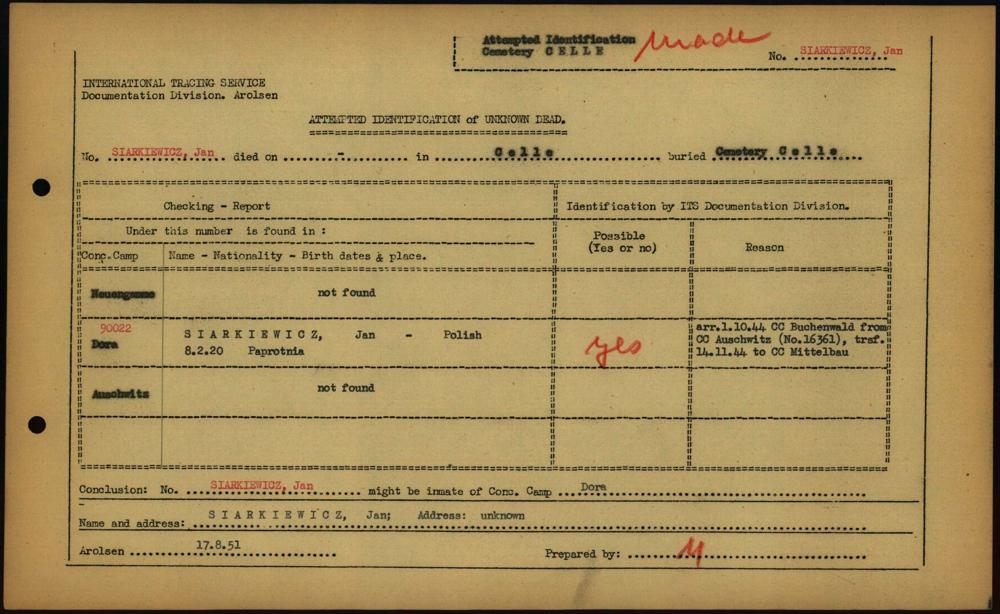 Attempted Identification
Cemetery CELLE
Made
No. SIARKIEWICZ, Jan
INTERNATIONAL TRACING SERVICE
Documentation Division. Arolsen
ATTEMPTED IDENTIFICATION of UNKNOWN DEAD.
No. SIARKIEWICZ, Jan died on - in Celle buried Cemetery Celle
Checking - Report
Identification by ITS Documentation Division.
Under this number is found in :
Possible
(Yes or no)
Reason
Conc.Camp
Name - Nationality - Birth dates & place.
Neuengamme
not found
90022
Dora
SIARKIEWICZ, Jan - Polish
8.2.20 Paprotnia
yes
arr.1.10.44 CC Buchenwald from
CC Auschwitz (No.16361), trsf.
14.11.44 to CC Mittelbau
Auschwitz
not found
Conclusion: No. SIARKIEWICZ, Jan might be inmate of Conc. Camp Dora
Name and address: SIARKIEWICZ, Jan; Address: unknown
Arolsen 17.8.51
Prepared by: